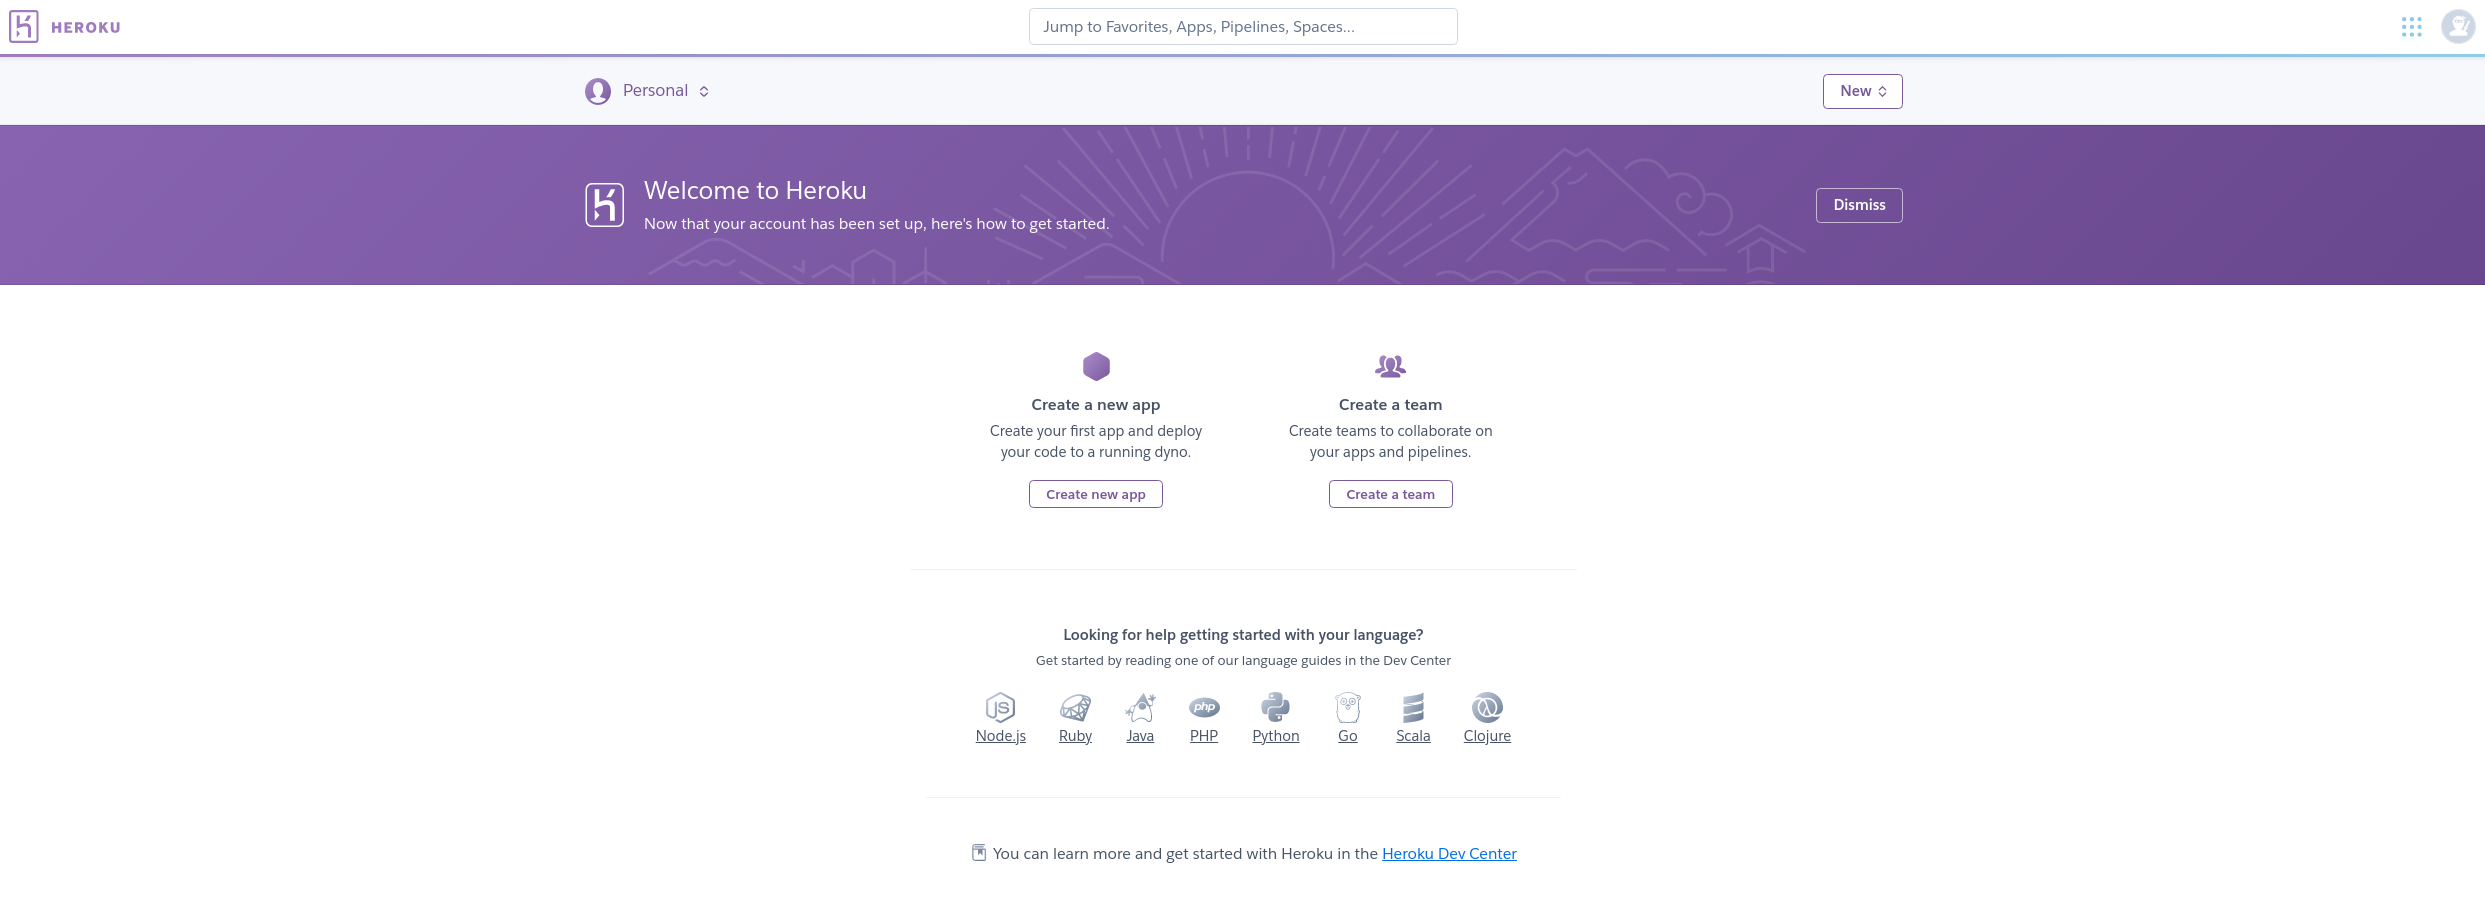 HEROKU
Jump to Favorites, Apps, Pipelines, Spaces...
Personal
New
Welcome to Heroku
Now that your account has been set up, here's how to get started.
Dismiss
Create a new app
Create your first app and deploy
your code to a running dyno.
Create new app
Create a team
Create teams to collaborate on
your apps and pipelines.
Create a team
Looking for help getting started with your language?
Get started by reading one of our language guides in the Dev Center
JS
php
Node.js
Ruby
Java
PHP
Python
Go
Scala
Clojure
You can learn more and get started with Heroku in the Heroku Dev Center